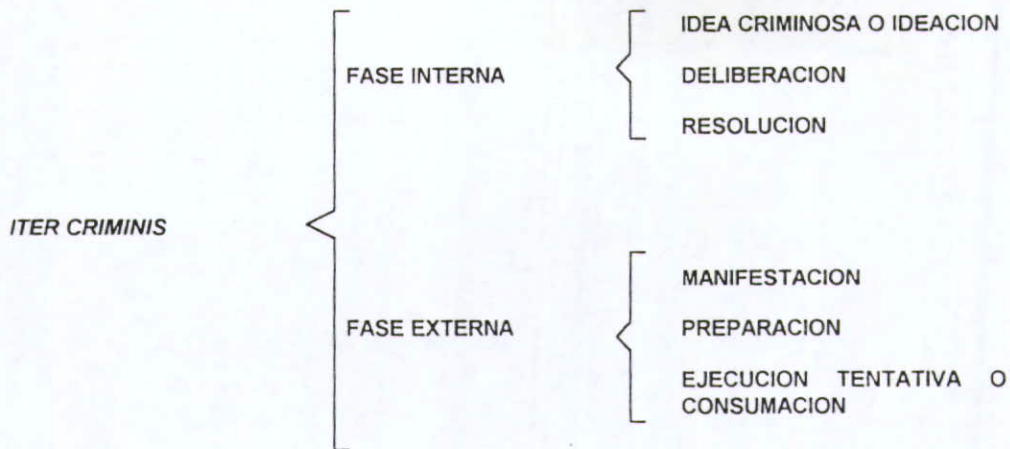 IDEA CRIMINOSA O IDEACION
FASE INTERNA
DELIBERACION
RESOLUCION
ITER CRIMINIS
MANIFESTACION
FASE EXTERNA
PREPARACION
EJECUCION TENTATIVA O
CONSUMACION